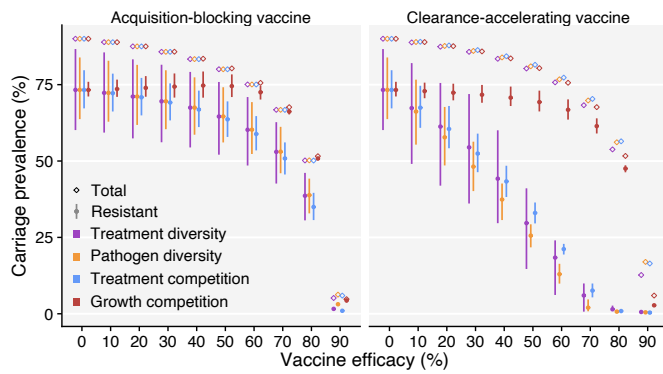 Acquisition-blocking vaccine
Clearance-accelerating vaccine
Carriage prevalence (%)
75
50
25
0
Total
Resistant
Treatment diversity
Pathogen diversity
Treatment competition
Growth competition
0 10 20 30 40 50 60 70 80 90
0 10 20 30 40 50 60 70 80 90
Vaccine efficacy (%)